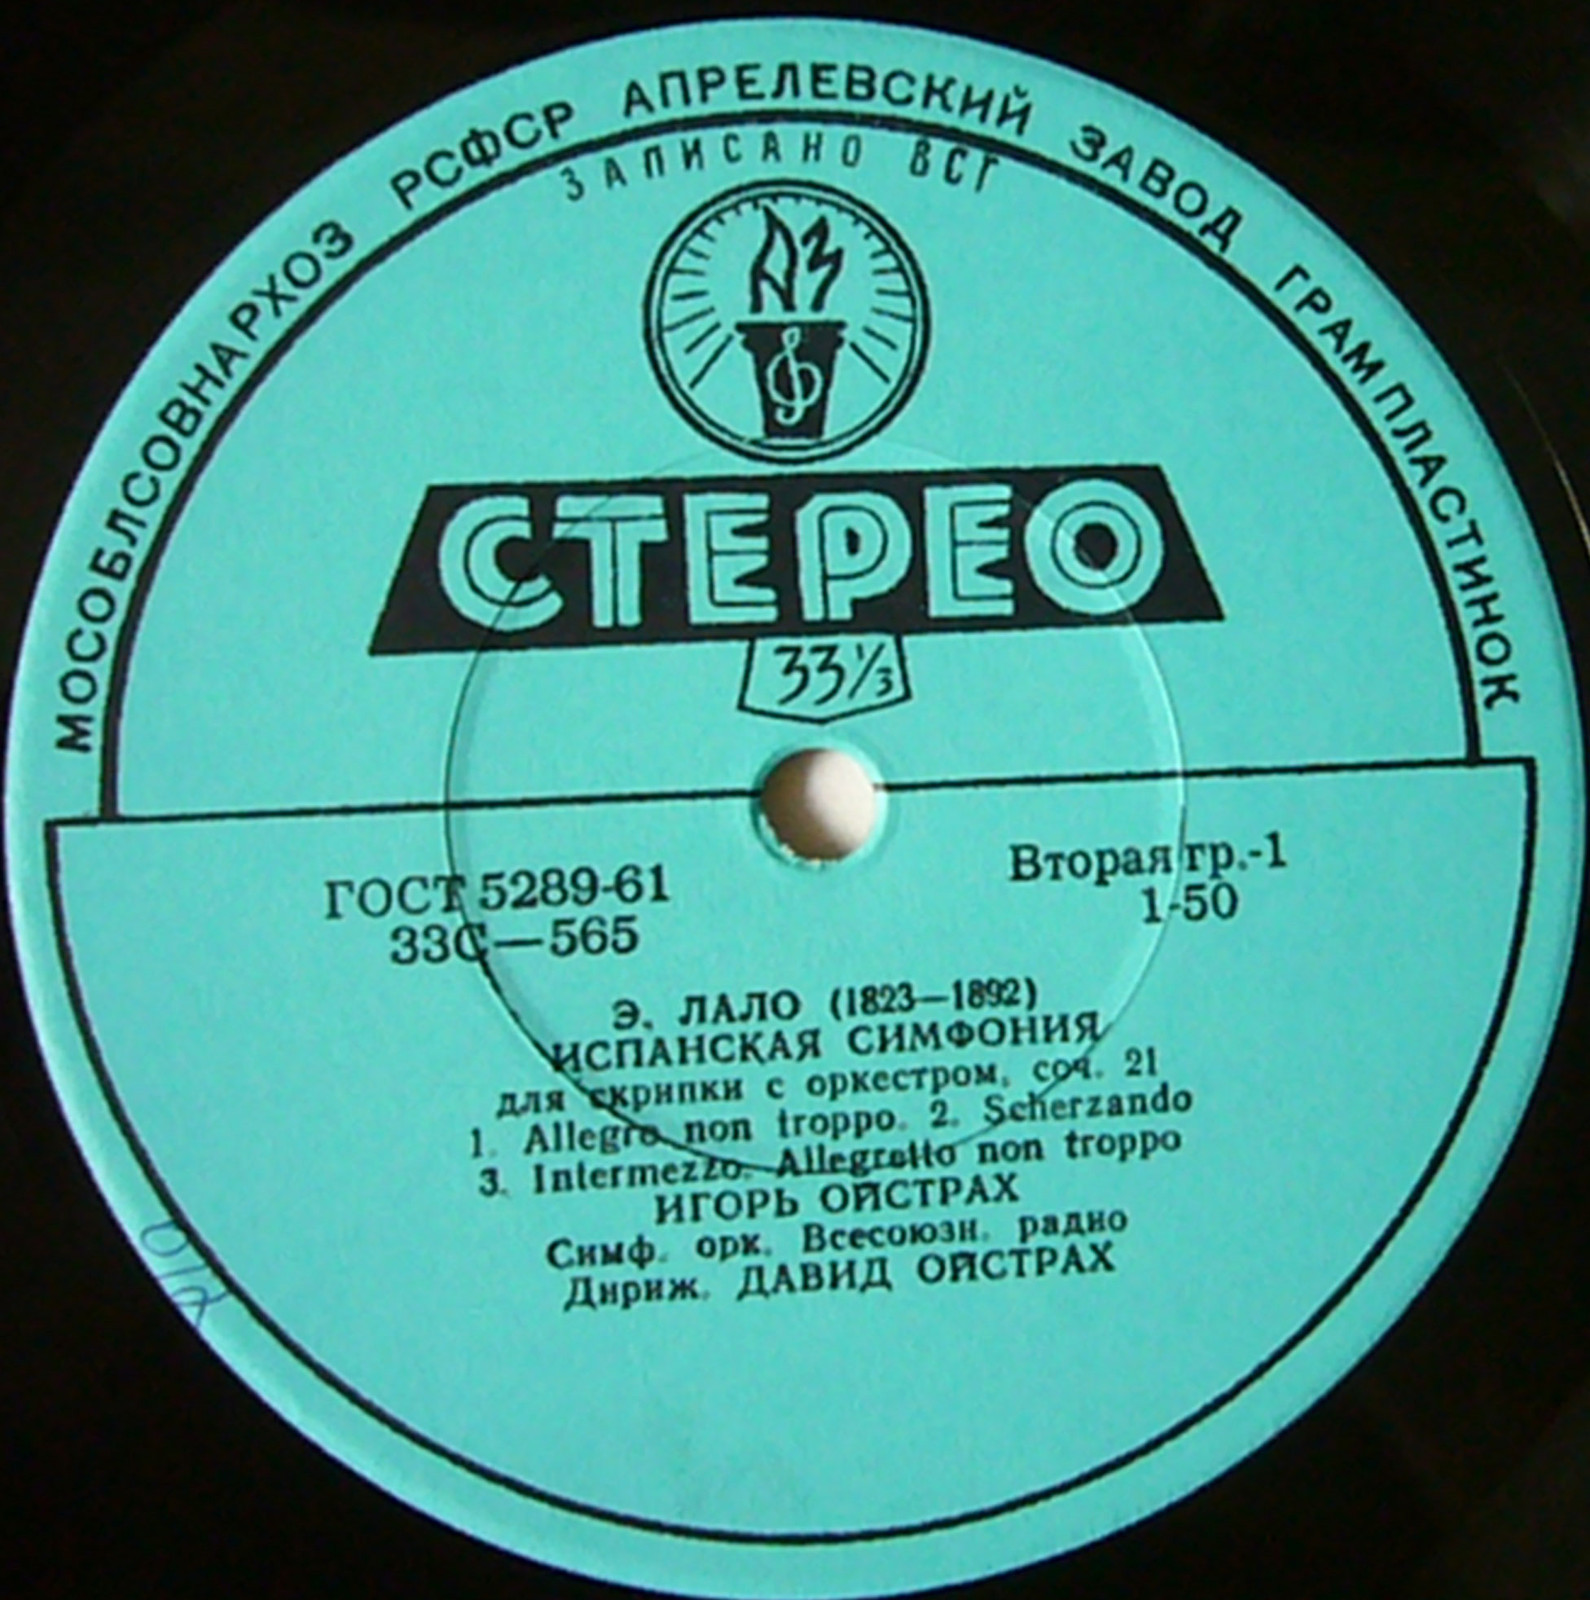 МОСОБЛСОВНАРХОЗ РСФСР АПРЕЛЕВСКИЙ ЗАВОД ГРАМПЛАСТИНОК
ЗАПИСАНО ВСГ
АЗ
СТЕРЕО
33⅓
ГОСТ 5289-61
33С—565
Вторая гр.-1
1-50
Э. ЛАЛО (1823—1892)
ИСПАНСКАЯ СИМФОНИЯ
для скрипки с оркестром, соч. 21
1. Allegro non troppo. 2. Scherzando
3. Intermezzo. Allegretto non troppo
ИГОРЬ ОЙСТРАХ
Симф. орк. Всесоюзн. радио
Дириж. ДАВИД ОЙСТРАХ